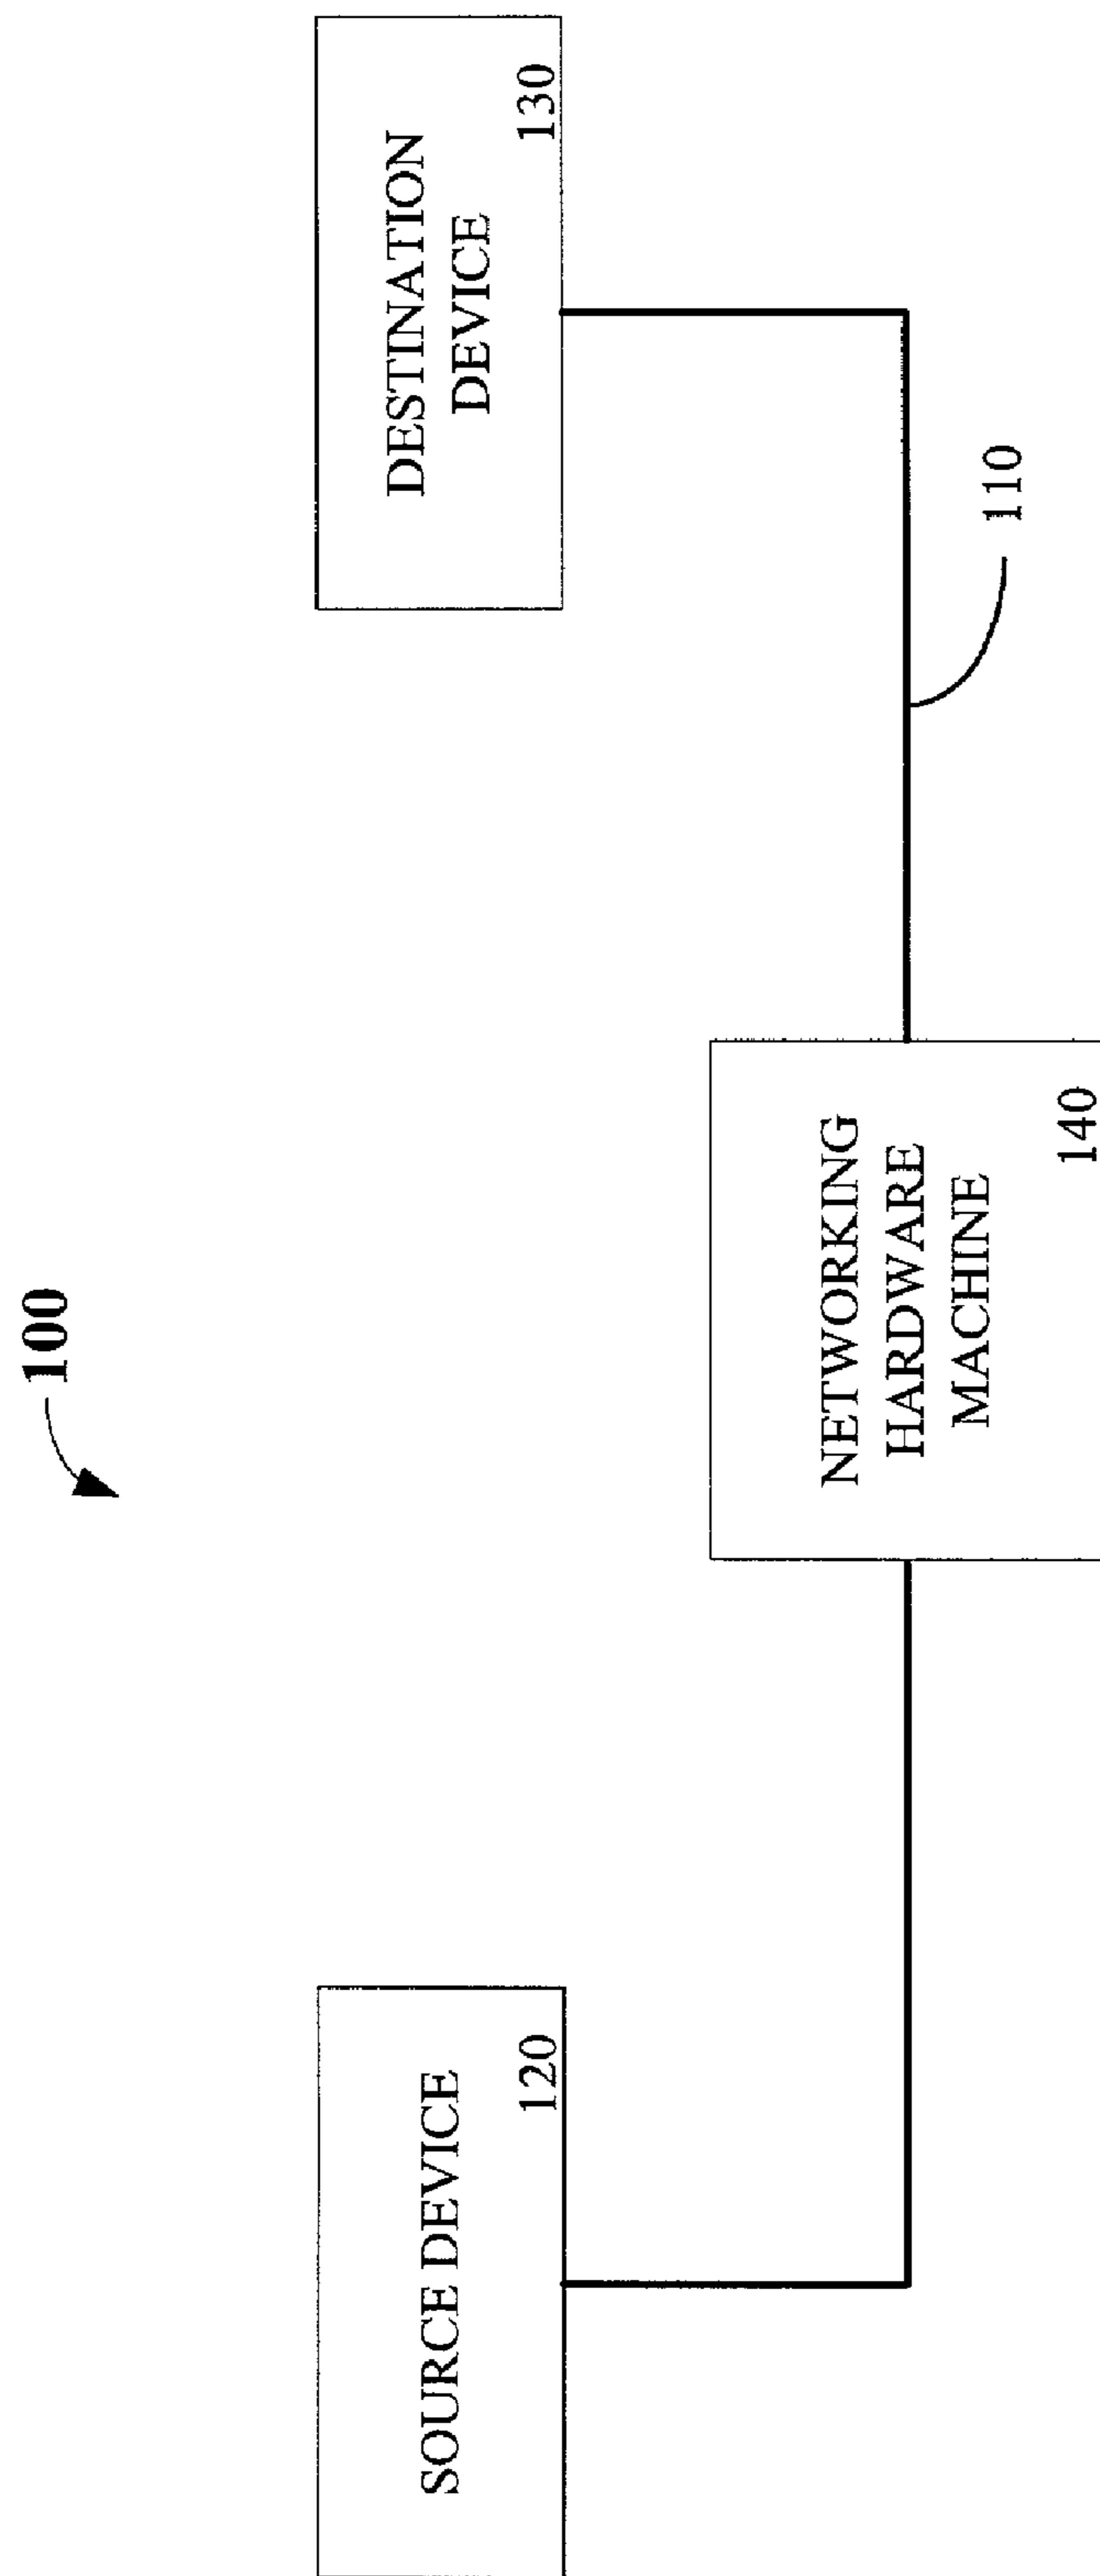 100
SOURCE DEVICE
120
DESTINATION
DEVICE
130
NETWORKING
HARDWARE
MACHINE
140
110